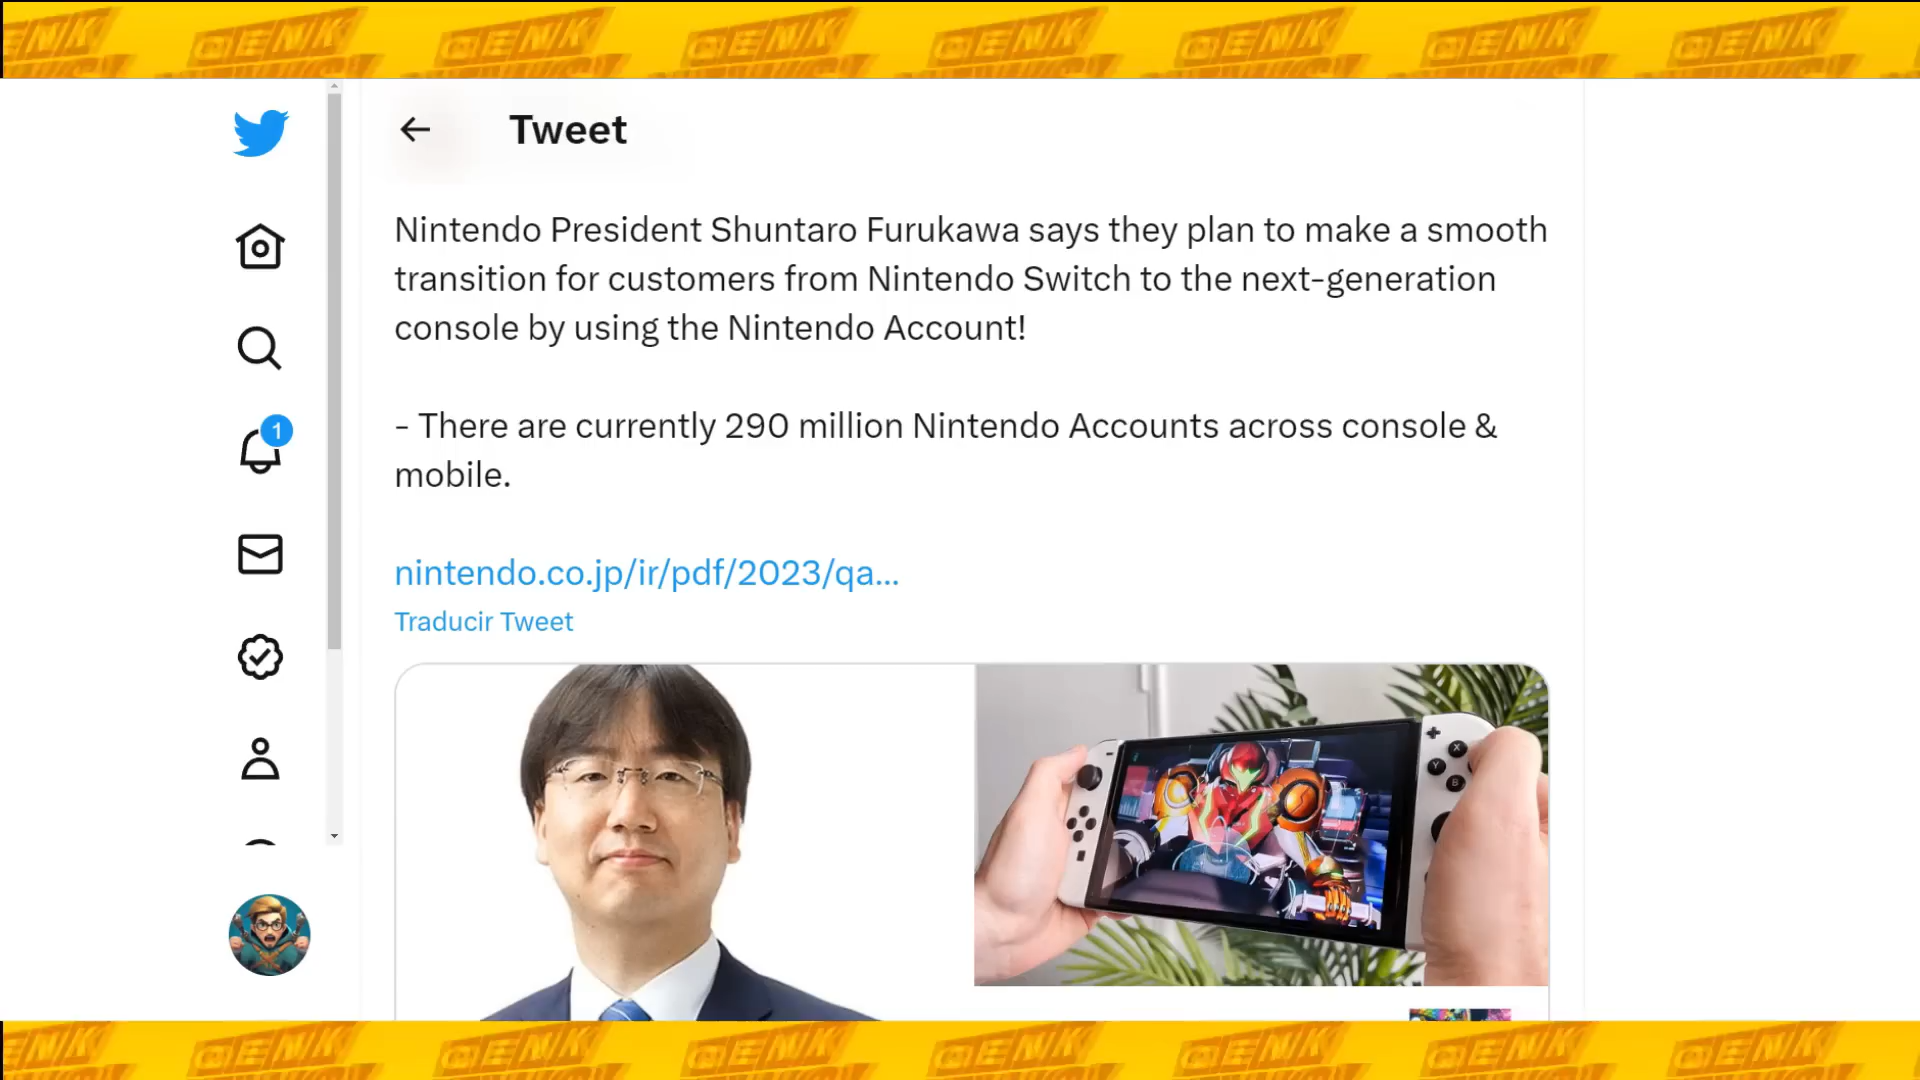 Tweet
Nintendo President Shuntaro Furukawa says they plan to make a smooth
transition for customers from Nintendo Switch to the next-generation
console by using the Nintendo Account!
1
- There are currently 290 million Nintendo Accounts across console &
mobile.
nintendo.co.jp/ir/pdf/2023/qa...
Traducir Tweet
X
Y
B